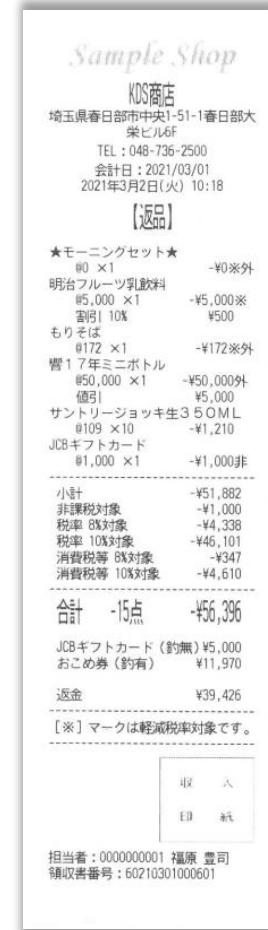 Sample Shop
KDS商店
埼玉県春日部市中央1-51-1春日部大
栄ビル6F
TEL：048-736-2500
会計日：2021/03/01
2021年3月2日(火) 10:18
【返品】
★モーニングセット★
@0 ×1 -¥0※外
明治フルーツ乳飲料
@5,000 ×1 -¥5,000※
割引 10% ¥500
もりそば
@172 ×1 -¥172※外
響17年ミニボトル
@50,000 ×1 -¥50,000外
値引 ¥5,000
サントリージョッキ生350ML
@109 ×10 -¥1,210
JCBギフトカード
@1,000 ×1 -¥1,000非
小計 -¥51,882
非課税対象 -¥1,000
税率 8%対象 -¥4,338
税率 10%対象 -¥46,101
消費税等 8%対象 -¥347
消費税等 10%対象 -¥4,610
合計 -15点 -¥56,396
JCBギフトカード（釣無)¥5,000
おこめ券（釣有） ¥11,970
返金 ¥39,426
[※] マークは軽減税率対象です。
収 入
印 紙
担当者：0000000001 福原 豊司
領収書番号：60210301000601